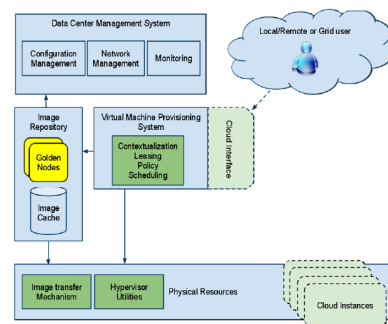 Data Center Management System
Configuration
Management
Network
Management
Monitoring
Local/Remote or Grid user
Image
Repository
Golden
Nodes
Image
Cache
Virtual Machine Provisioning
System
Contextualization
Leasing
Policy
Scheduling
Cloud Interface
Image transfer
Mechanism
Hypervisor
Utilities
Physical Resources
Cloud Instances